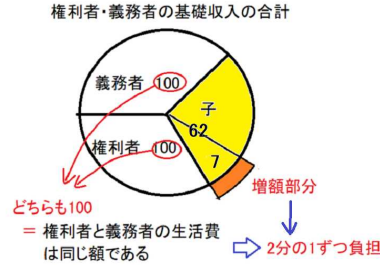 権利者・義務者の基礎収入の合計
義務者 100
子
62
権利者 100
7
増額部分
どちらも100
= 権利者と義務者の生活費
は同じ額である
2分の1ずつ負担